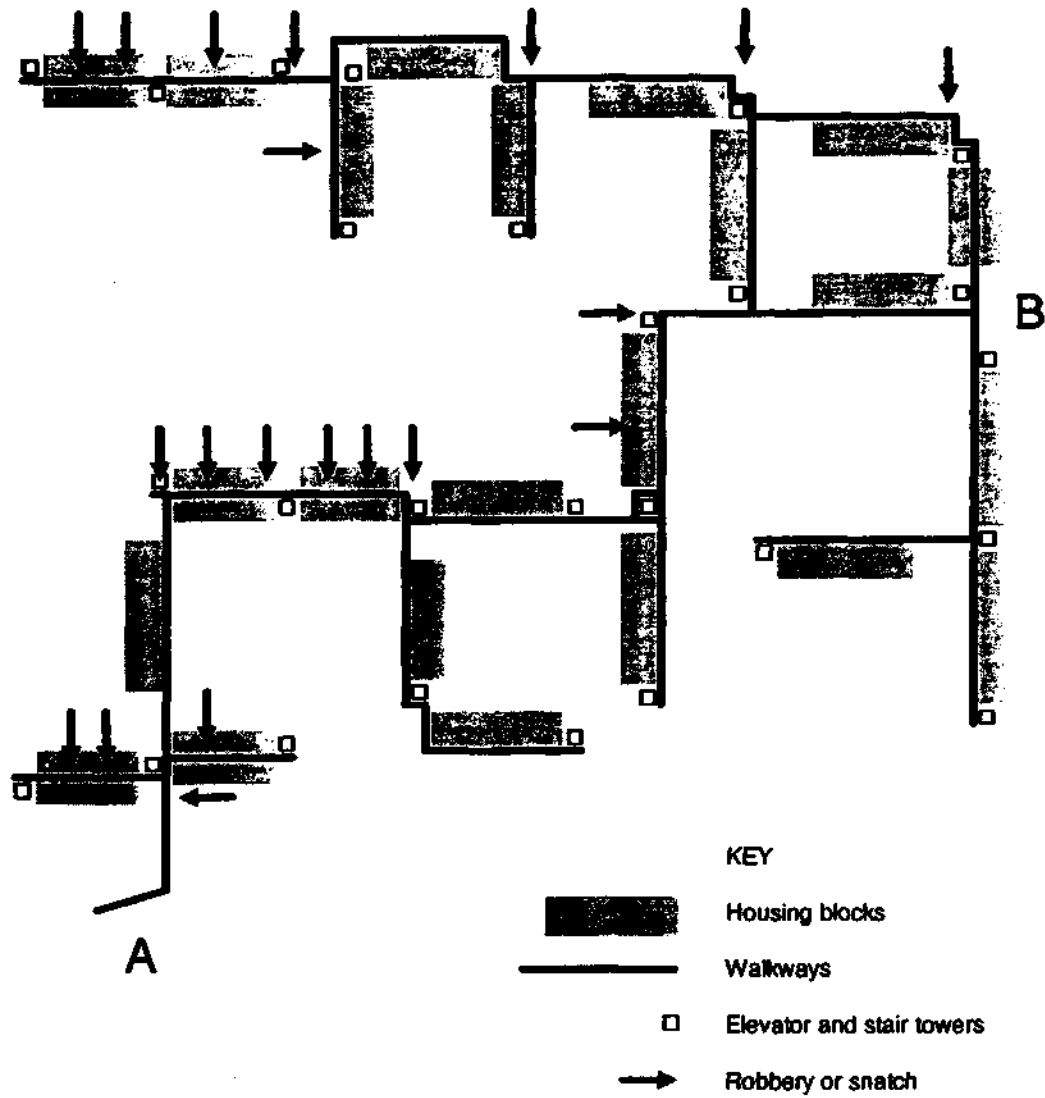 B
A
KEY
Housing blocks
Walkways
Elevator and stair towers
Robbery or snatch